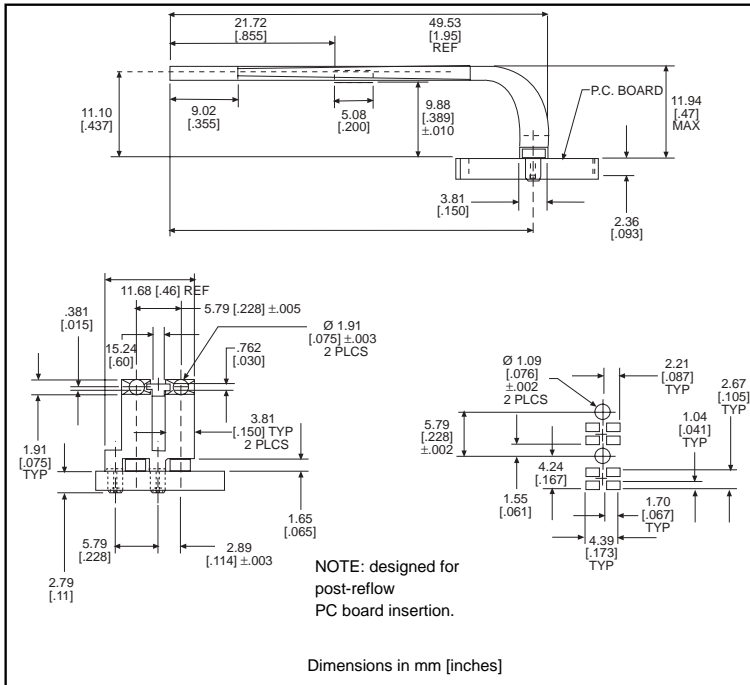 21.72
[.855]
49.53
[1.95]
REF
11.10
[.437]
9.02
[.355]
5.08
[.200]
9.88
[.389]
±.010
P.C. BOARD
11.94
[.47]
MAX
3.81
[.150]
2.36
[.093]
11.68 [.46] REF
.381
[.015]
5.79 [.228] ±.005
15.24
[.60]
Ø 1.91
[.075] ±.003
2 PLCS
.762
[.030]
3.81
[.150] TYP
2 PLCS
1.91
[.075]
TYP
1.65
[.065]
5.79
[.228]
2.89
[.114] ±.003
2.79
[.11]
Ø 1.09
[.076]
±.002
2 PLCS
2.21
[.087]
TYP
2.67
[.105]
TYP
1.04
[.041]
TYP
5.79
[.228]
±.002
4.24
[.167]
1.55
[.061]
1.70
[.067]
TYP
4.39
[.173]
TYP
NOTE: designed for
post-reflow
PC board insertion.
Dimensions in mm [inches]